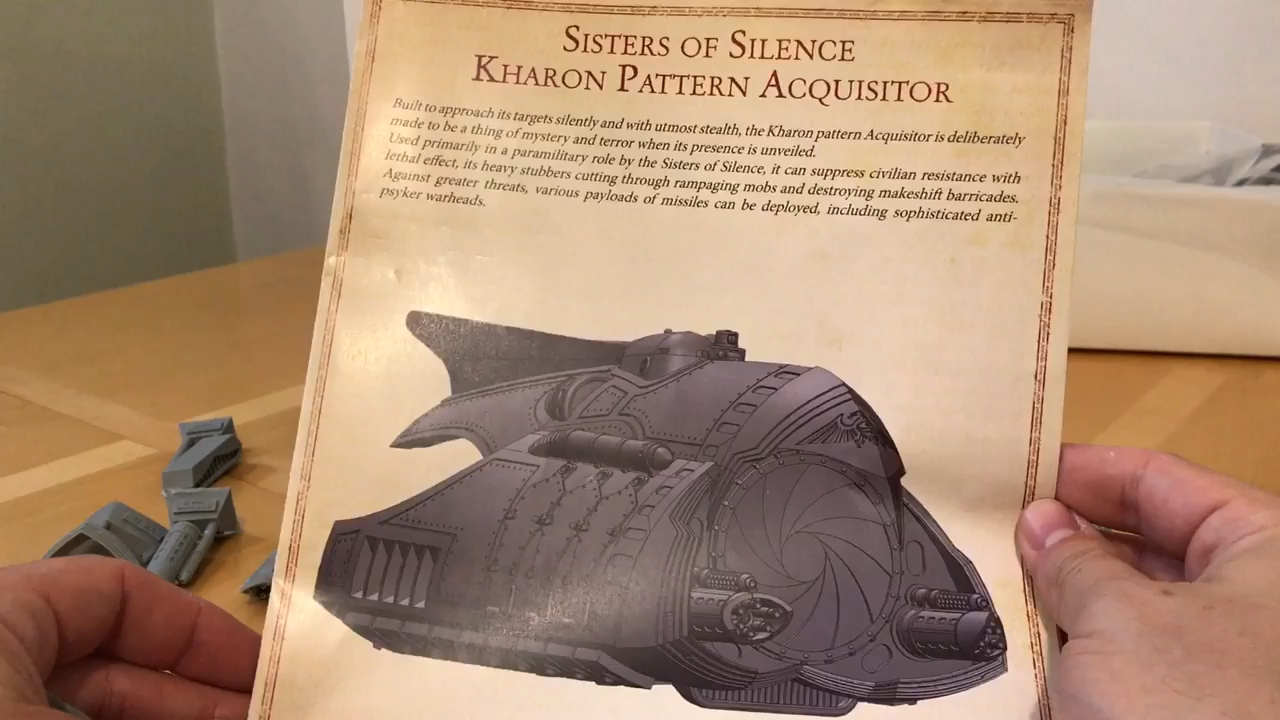 SISTERS OF SILENCE
KHARON PATTERN ACQUISITOR
Built to approach its targets silently and with utmost stealth, the Kharon pattern Acquisitor is deliberately
made to be a thing of mystery and terror when its presence is unveiled.
Used primarily in a paramilitary role by the Sisters of Silence, it can suppress civilian resistance with
lethal effect, its heavy stubbers cutting through rampaging mobs and destroying makeshift barricades.
Against greater threats, various payloads of missiles can be deployed, including sophisticated anti-
psyker warheads.